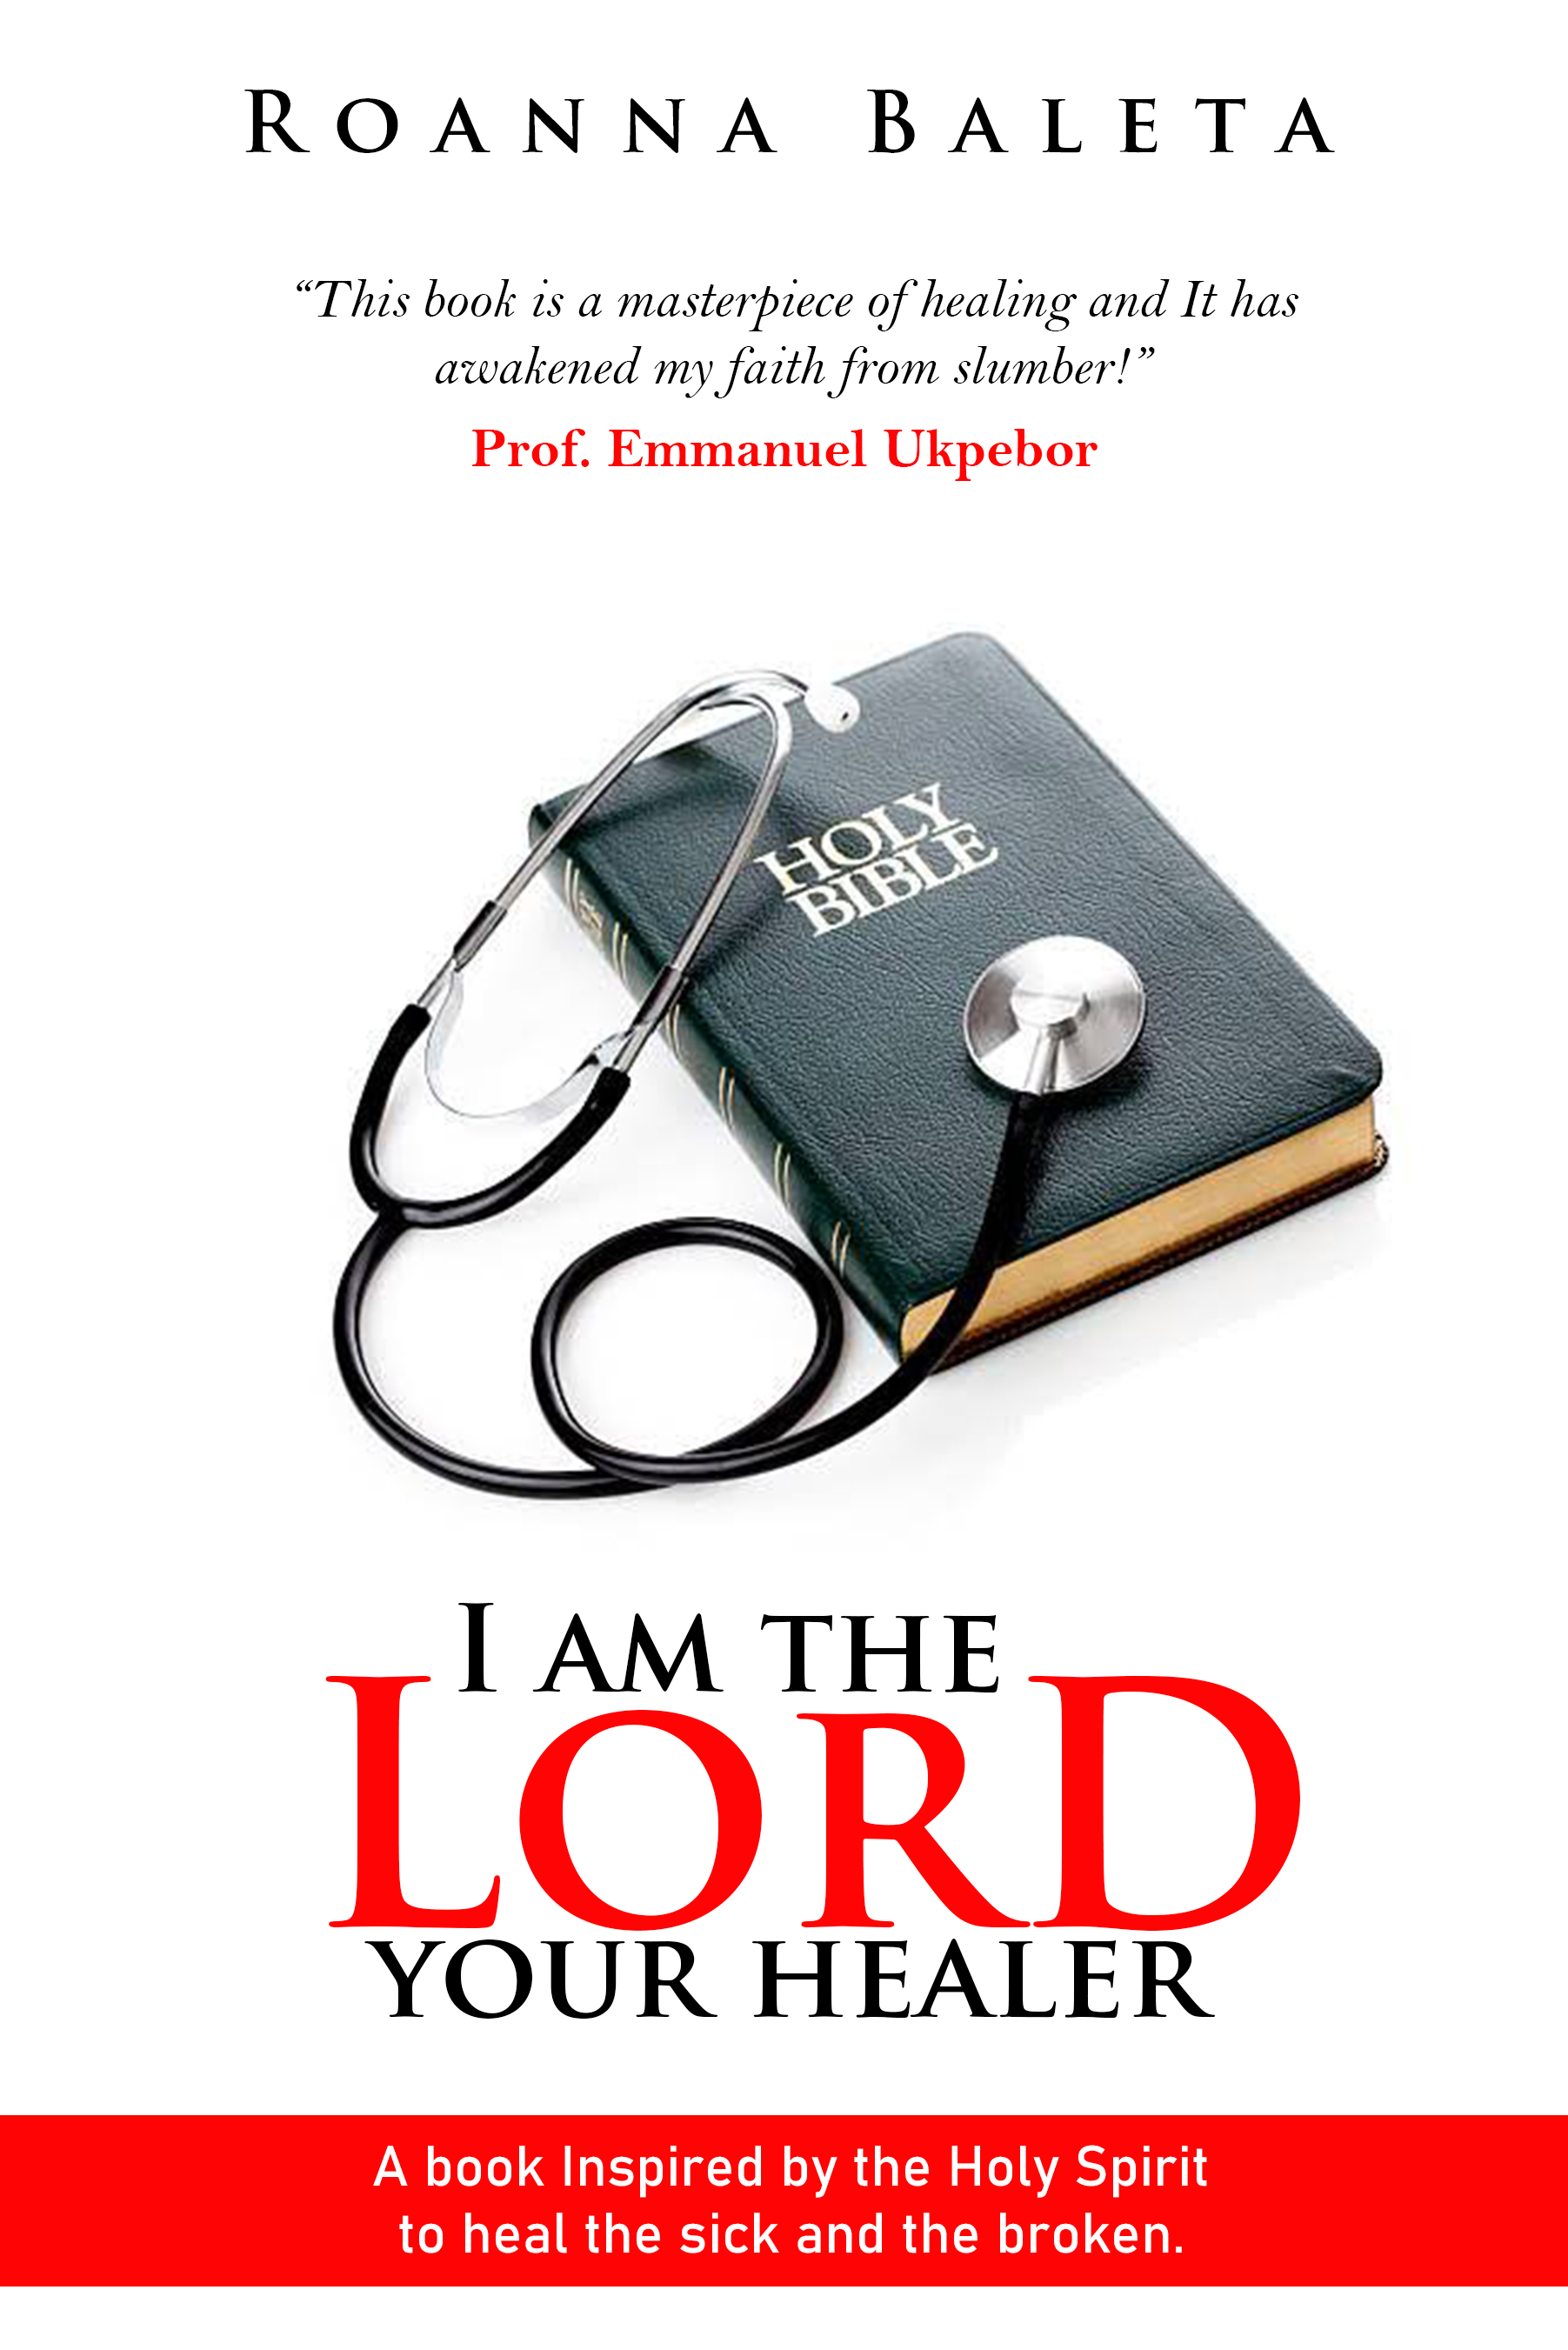 ROANNA BALETA
“This book is a masterpiece of healing and It has
awakened my faith from slumber!”
Prof. Emmanuel Ukpebor
HOLY
BIBLE
I AM THE
LORD
YOUR HEALER
A book Inspired by the Holy Spirit
to heal the sick and the broken.